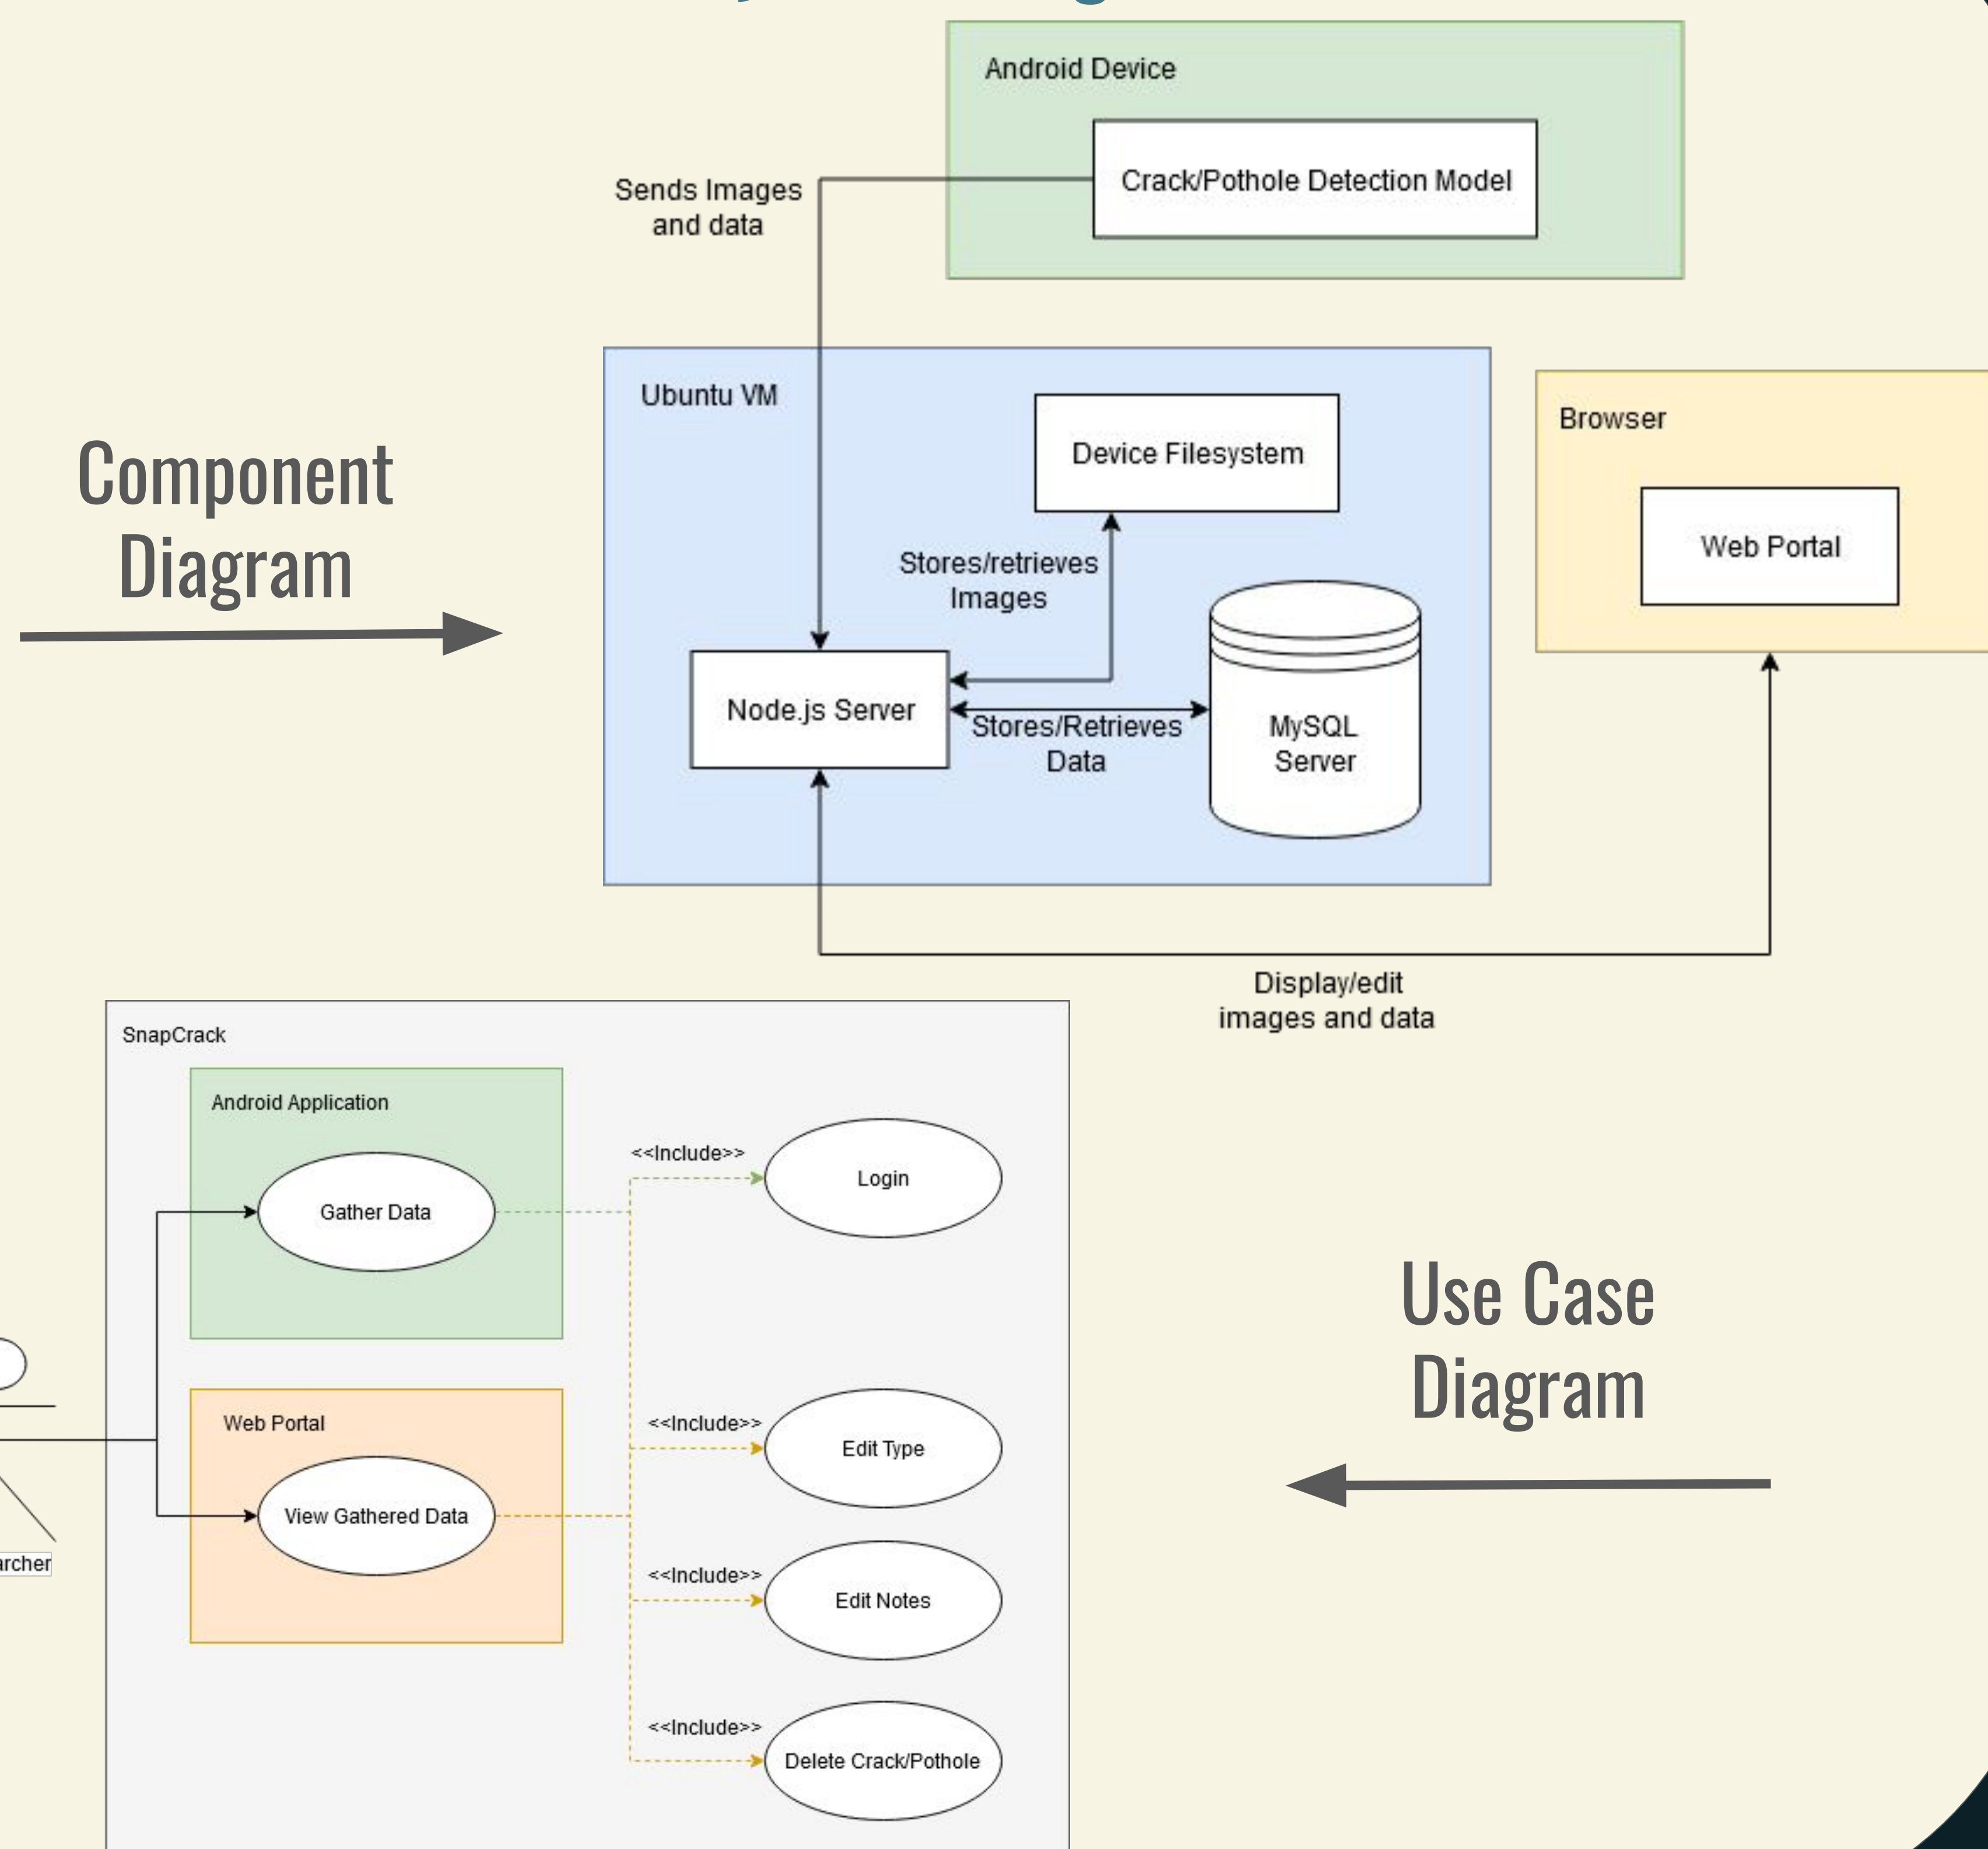 Android Device
Crack/Pothole Detection Model
Sends Images
and data
Ubuntu VM
Device Filesystem
Browser
Web Portal
Component
Diagram
Stores/retrieves
Images
Node.js Server
Stores/Retrieves
Data
MySQL
Server
Display/edit
images and data
SnapCrack
Android Application
Gather Data
<<Include>>
Login
Web Portal
View Gathered Data
<<Include>>
Edit Type
<<Include>>
Edit Notes
<<Include>>
Delete Crack/Pothole
Use Case
Diagram